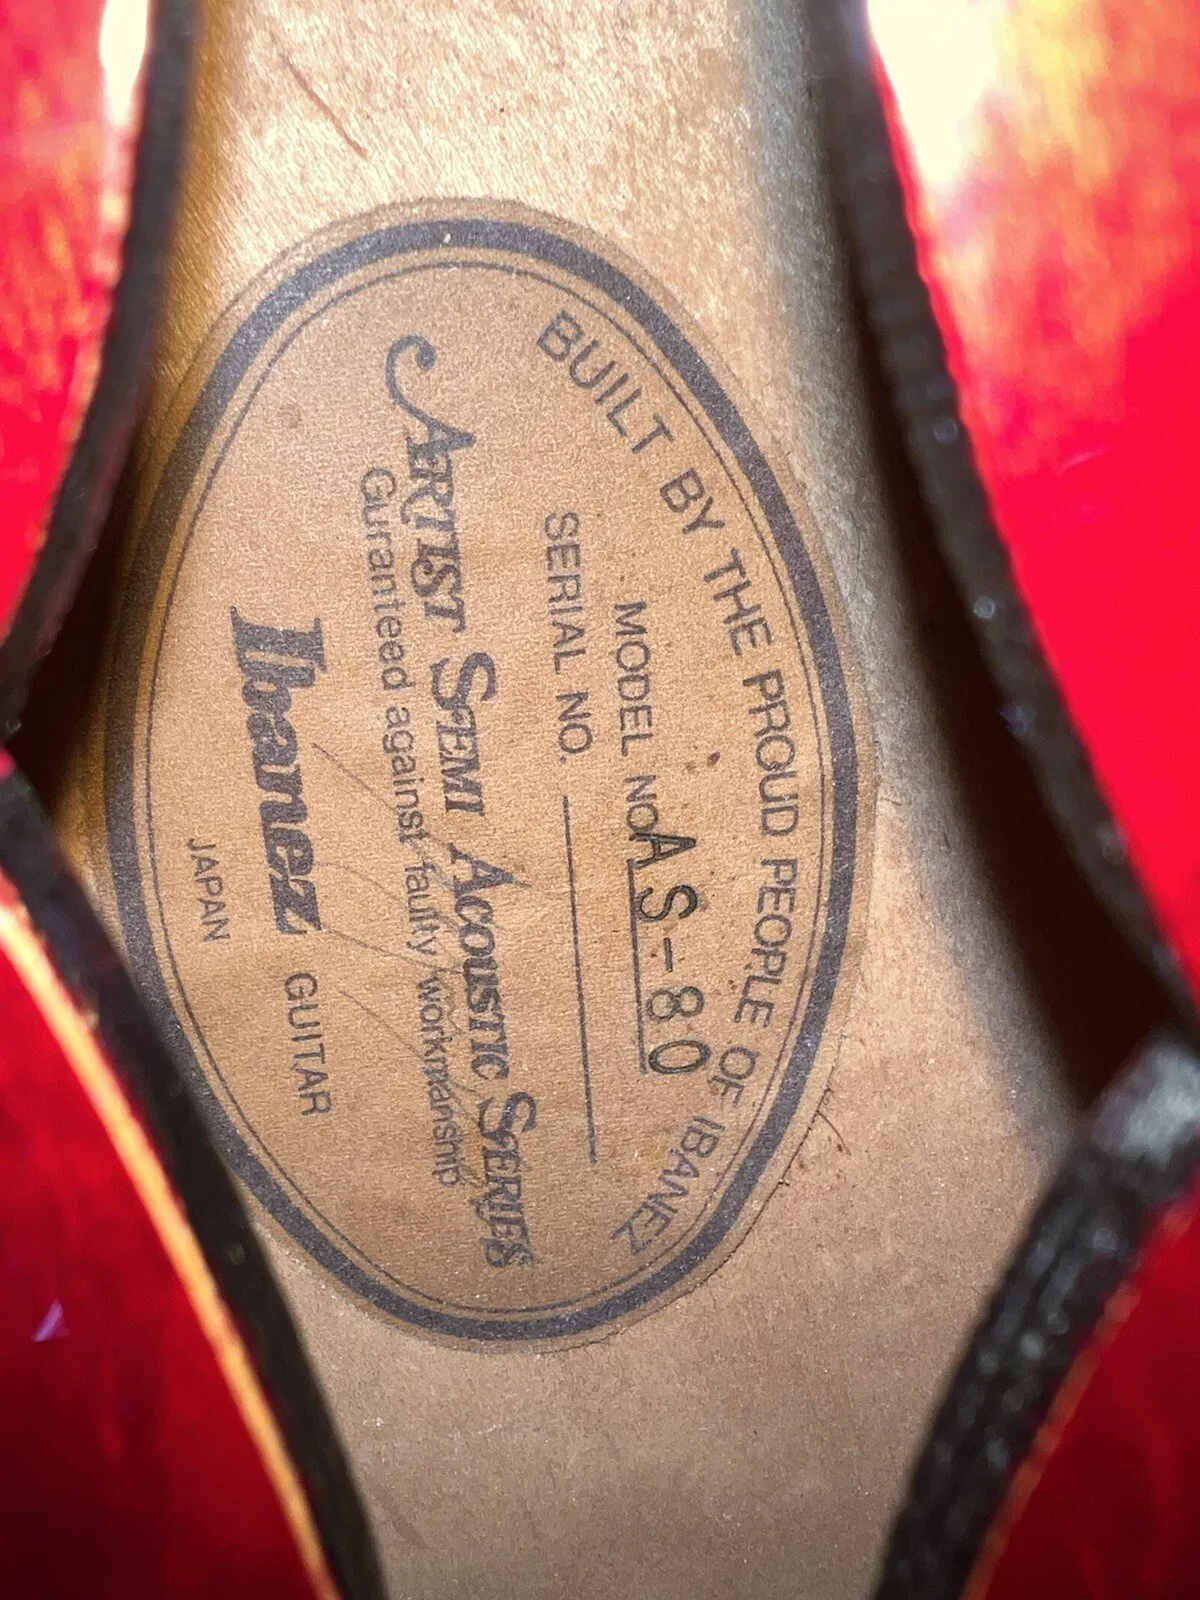 BUILT BY THE PROUD PEOPLE OF IBANEZ
MODEL NO. AS-80
SERIAL NO.
ARTIST SEMI ACOUSTIC SERIES
Guranteed against faulty workmanship
Ibanez GUITAR
JAPAN